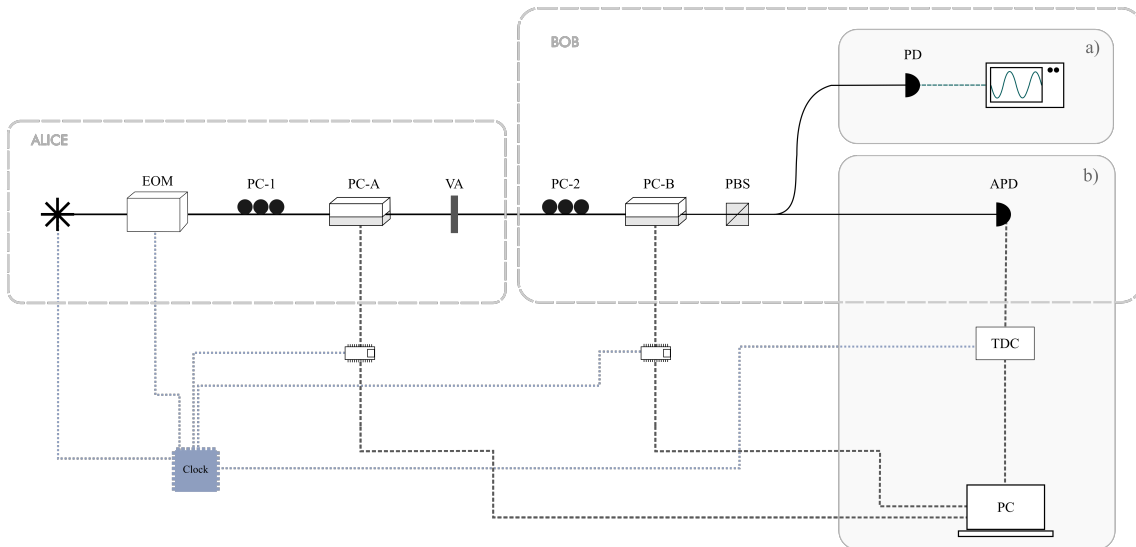 BOB
a)
PD
ALICE
EOM
PC-1
PC-A
VA
PC-2
PC-B
PBS
APD
b)
TDC
Clock
PC